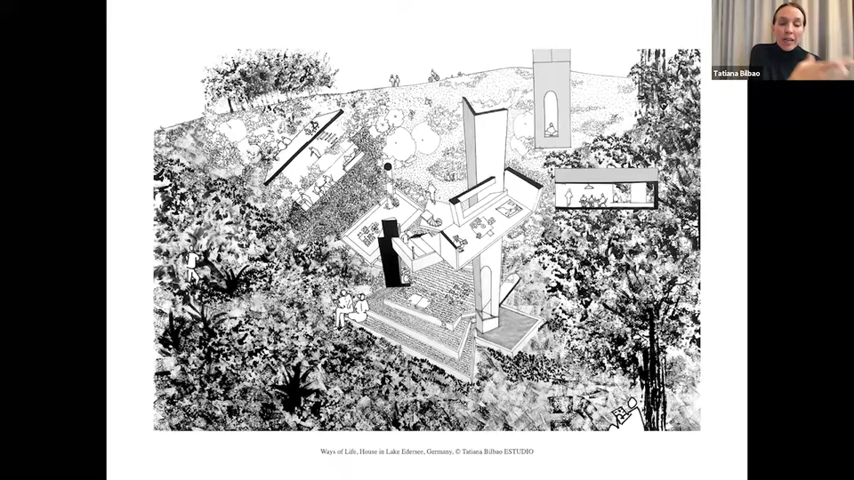 Tatiana Bilbao
Ways of Life, House in Lake Edersee, Germany, © Tatiana Bilbao ESTUDIO